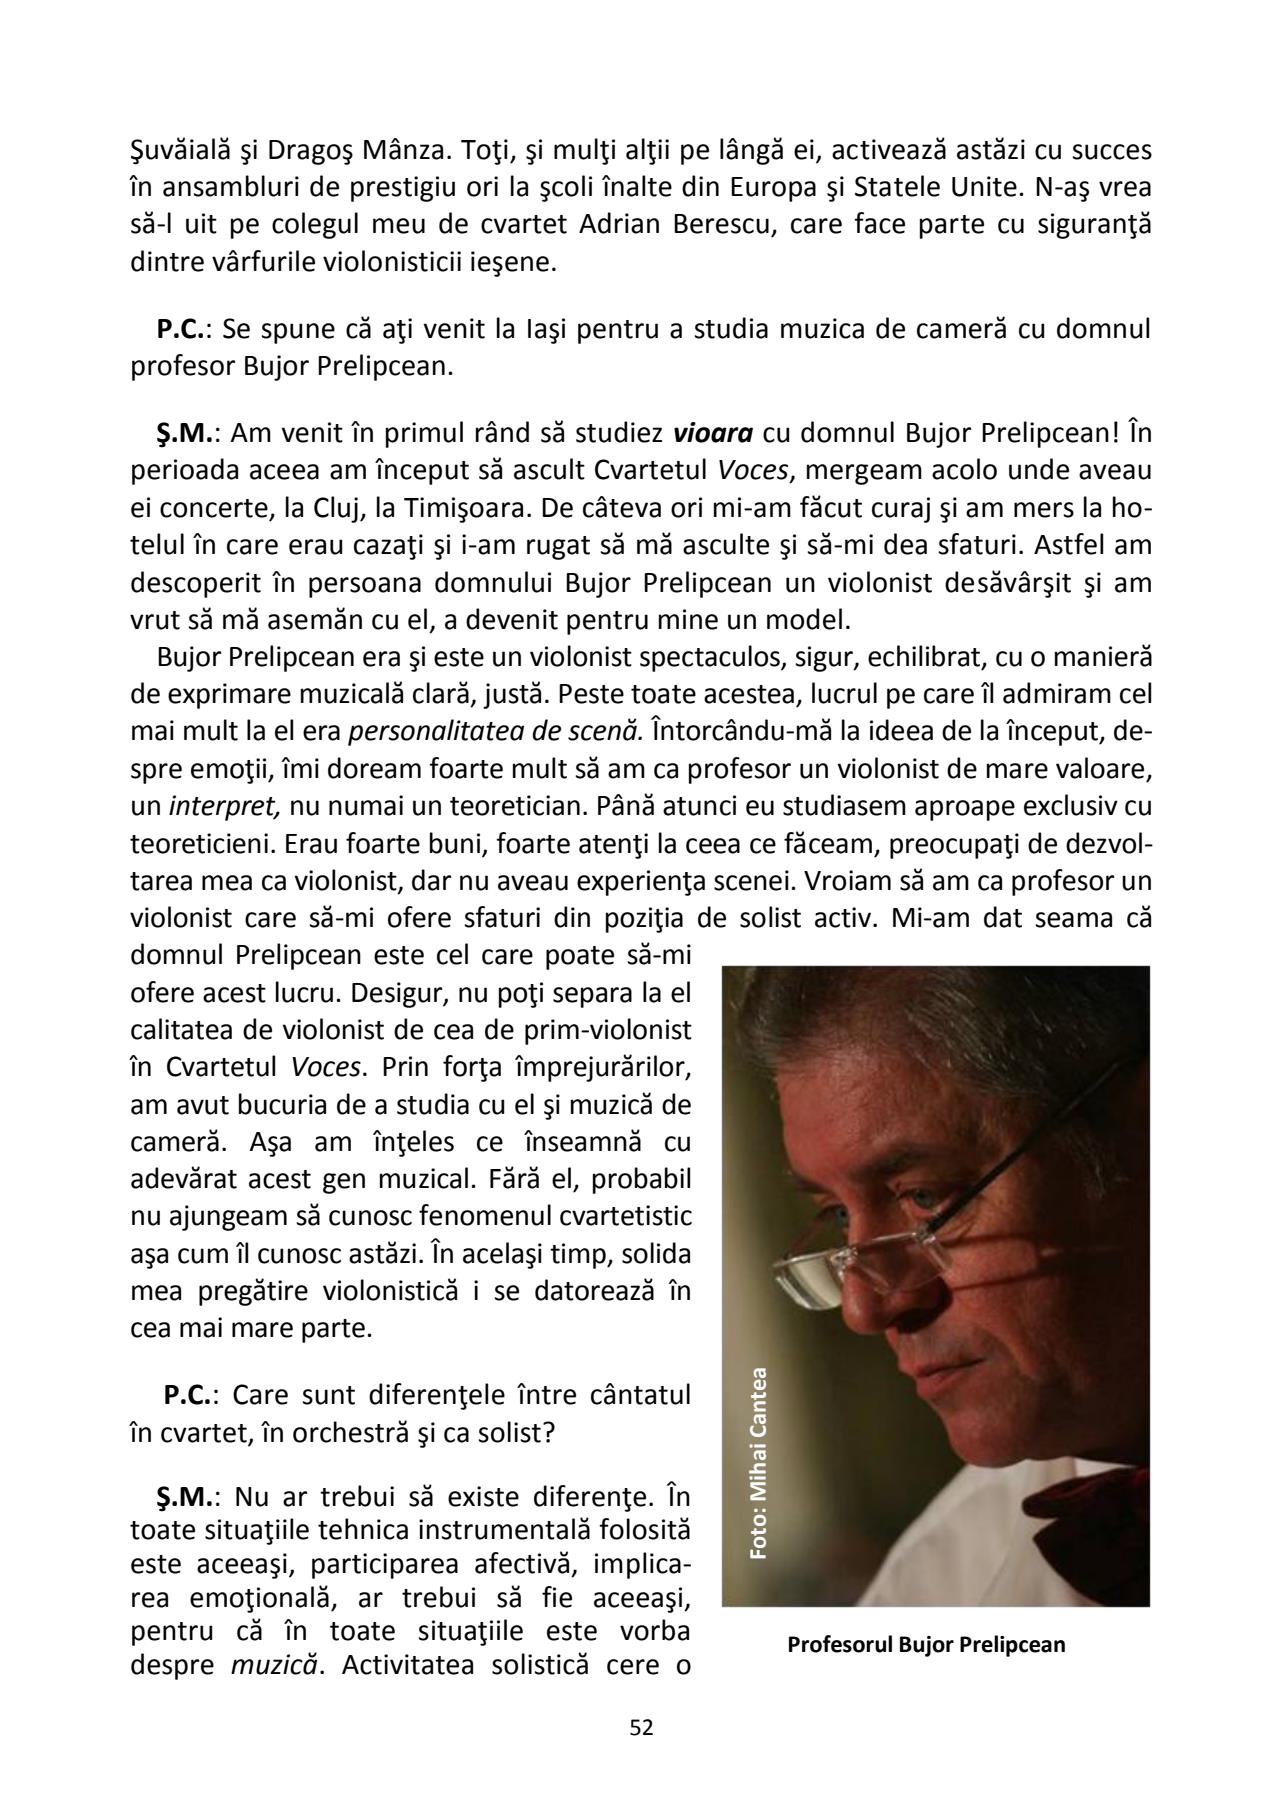 Şuvăială şi Dragoş Mânza. Toţi, şi mulţi alţii pe lângă ei, activează astăzi cu succes
în ansambluri de prestigiu ori la şcoli înalte din Europa şi Statele Unite. N-aş vrea
să-l uit pe colegul meu de cvartet Adrian Berescu, care face parte cu siguranţă
dintre vârfurile violonisticii ieşene.
P.C.: Se spune că aţi venit la Iaşi pentru a studia muzica de cameră cu domnul
profesor Bujor Prelipcean.
Ş.M.: Am venit în primul rând să studiez vioara cu domnul Bujor Prelipcean! În
perioada aceea am început să ascult Cvartetul Voces, mergeam acolo unde aveau
ei concerte, la Cluj, la Timişoara. De câteva ori mi-am făcut curaj şi am mers la ho-
telul în care erau cazaţi şi i-am rugat să mă asculte şi să-mi dea sfaturi. Astfel am
descoperit în persoana domnului Bujor Prelipcean un violonist desăvârşit şi am
vrut să mă asemăn cu el, a devenit pentru mine un model.
Bujor Prelipcean era şi este un violonist spectaculos, sigur, echilibrat, cu o manieră
de exprimare muzicală clară, justă. Peste toate acestea, lucrul pe care îl admiram cel
mai mult la el era personalitatea de scenă. Întorcându-mă la ideea de la început, de-
spre emoţii, îmi doream foarte mult să am ca profesor un violonist de mare valoare,
un interpret, nu numai un teoretician. Până atunci eu studiasem aproape exclusiv cu
teoreticieni. Erau foarte buni, foarte atenţi la ceea ce făceam, preocupaţi de dezvol-
tarea mea ca violonist, dar nu aveau experienţa scenei. Vroiam să am ca profesor un
violonist care să-mi ofere sfaturi din poziţia de solist activ. Mi-am dat seama că
domnul Prelipcean este cel care poate să-mi
ofere acest lucru. Desigur, nu poţi separa la el
calitatea de violonist de cea de prim-violonist
în Cvartetul Voces. Prin forţa împrejurărilor,
am avut bucuria de a studia cu el şi muzică de
cameră. Aşa am înţeles ce înseamnă cu
adevărat acest gen muzical. Fără el, probabil
nu ajungeam să cunosc fenomenul cvartetistic
aşa cum îl cunosc astăzi. În acelaşi timp, solida
mea pregătire violonistică i se datorează în
cea mai mare parte.
P.C.: Care sunt diferenţele între cântatul
în cvartet, în orchestră şi ca solist?
Ş.M.: Nu ar trebui să existe diferenţe. În
toate situaţiile tehnica instrumentală folosită
este aceeaşi, participarea afectivă, implica-
rea emoţională, ar trebui să fie aceeaşi,
pentru că în toate situaţiile este vorba
despre muzică. Activitatea solistică cere o
Foto: Mihai Cantea
Profesorul Bujor Prelipcean
52